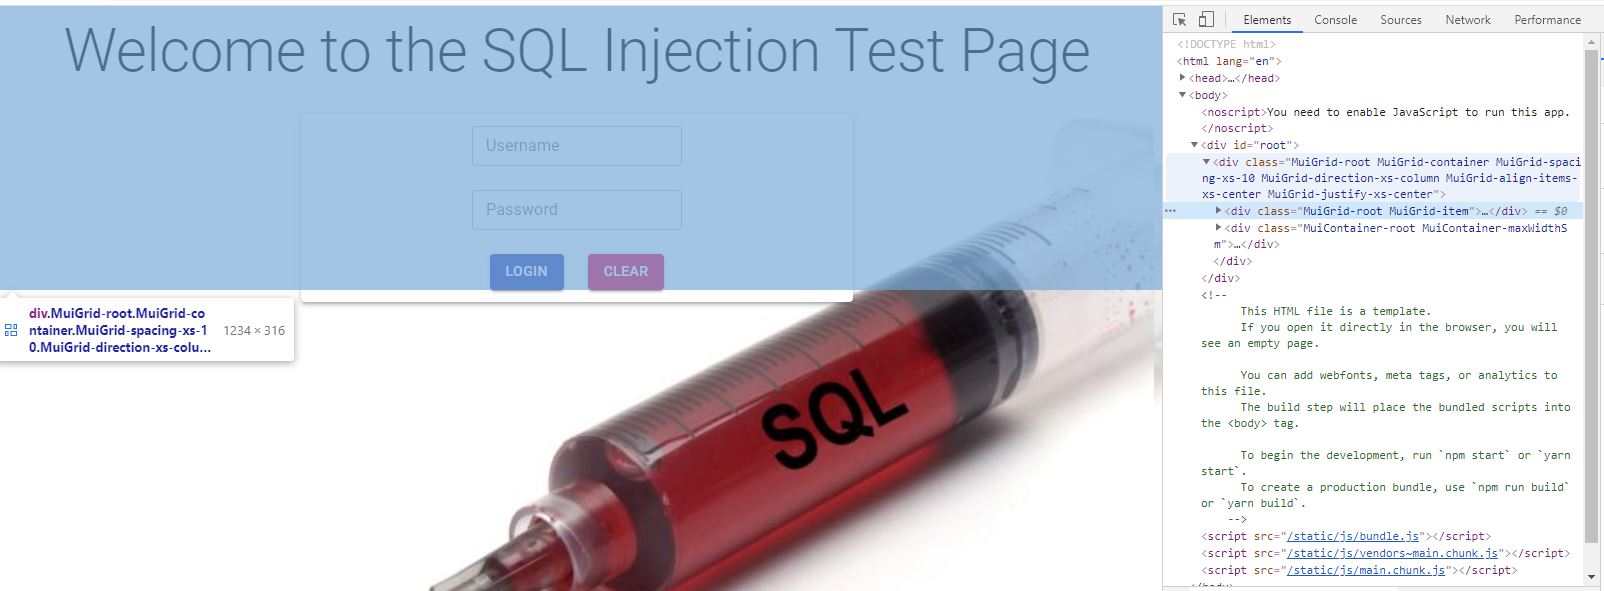 Welcome to the SQL Injection Test Page
Username
Password
LOGIN CLEAR
div.MuiGrid-root.MuiGrid-co
ntainer.MuiGrid-spacing-xs-1
0.MuiGrid-direction-xs-colu...
1234 × 316
SQL
Elements Console Sources Network Performance
<!DOCTYPE html>
<html lang="en">
<head>…</head>
<body>
<noscript>You need to enable JavaScript to run this app.
</noscript>
<div id="root">
<div class="MuiGrid-root MuiGrid-container MuiGrid-spaci
ng-xs-10 MuiGrid-direction-xs-column MuiGrid-align-items-
xs-center MuiGrid-justify-xs-center">
<div class="MuiGrid-root MuiGrid-item">…</div> == $0
<div class="MuiContainer-root MuiContainer-maxWidthS
m">…</div>
</div>
</div>
<!--
This HTML file is a template.
If you open it directly in the browser, you will
see an empty page.
You can add webfonts, meta tags, or analytics to
this file.
The build step will place the bundled scripts into
the <body> tag.
To begin the development, run `npm start` or `yarn
start`.
To create a production bundle, use `npm run build`
or `yarn build`.
-->
<script src="/static/js/bundle.js"></script>
<script src="/static/js/vendors~main.chunk.js"></script>
<script src="/static/js/main.chunk.js"></script>